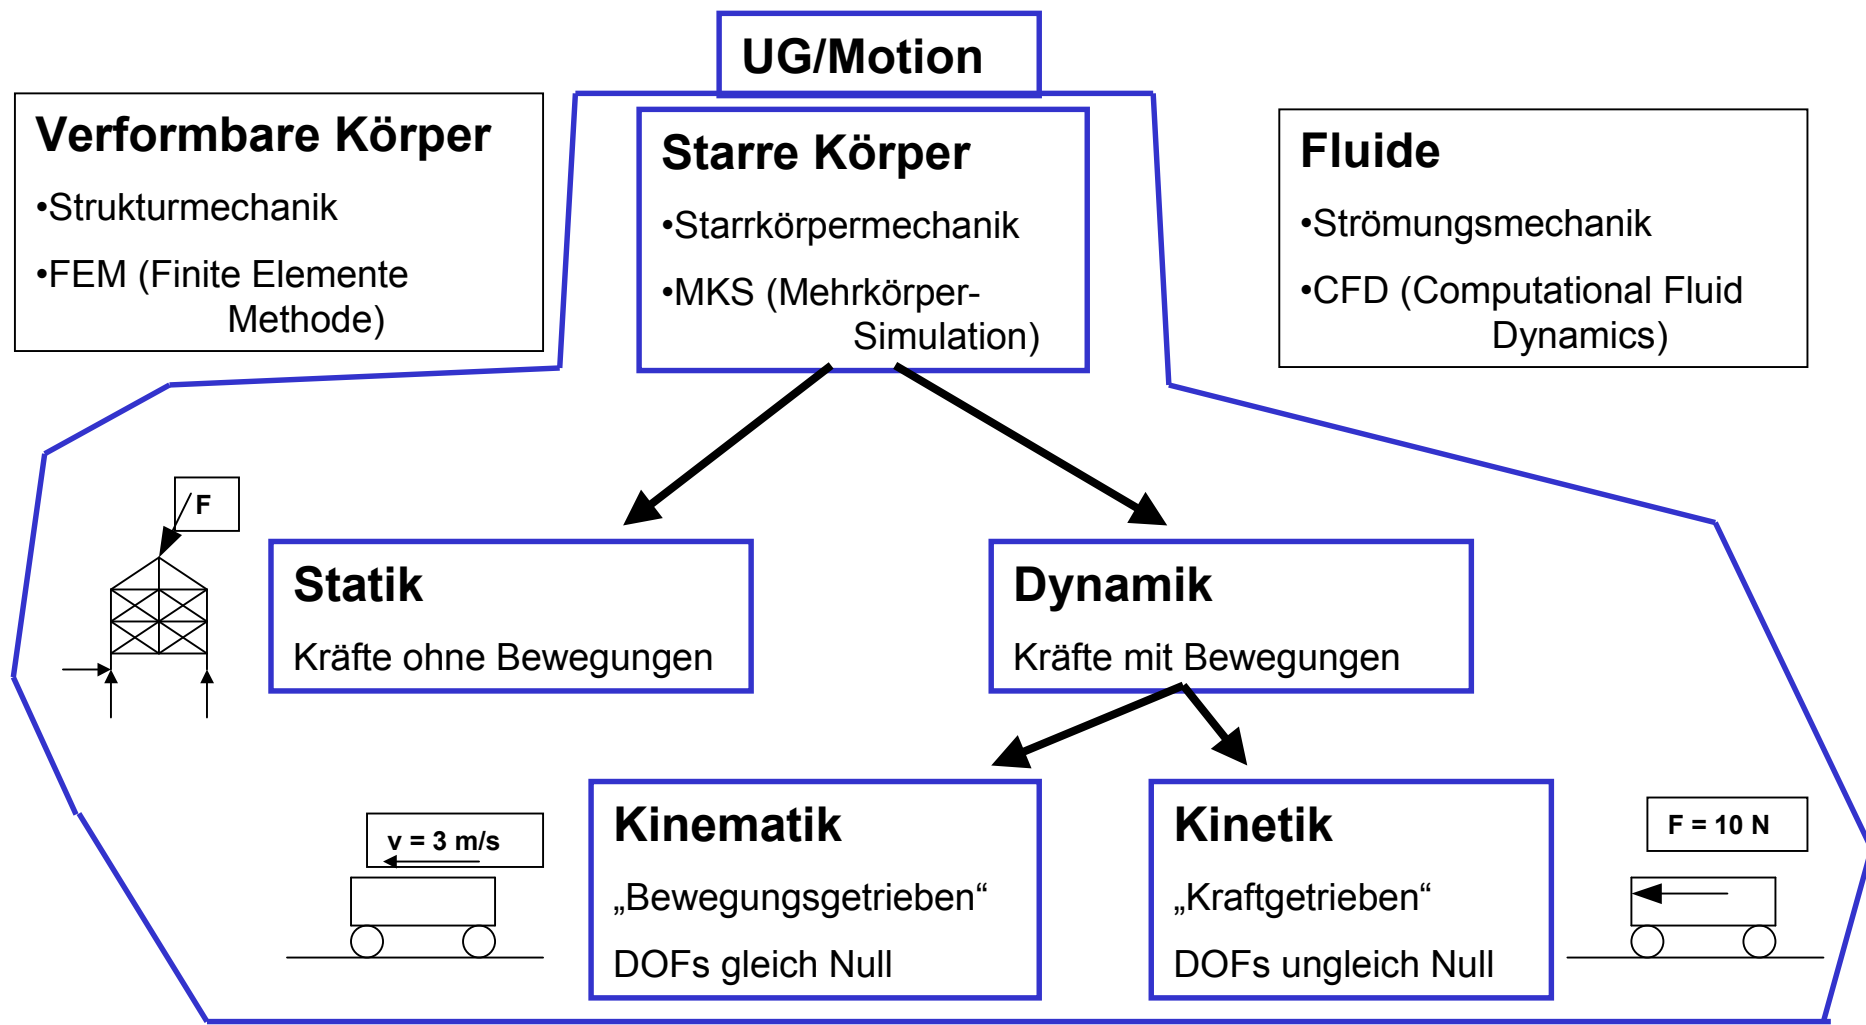 UG/Motion
Verformbare Körper
•Strukturmechanik
•FEM (Finite Elemente
Methode)
Starre Körper
•Starrkörpermechanik
•MKS (Mehrkörper-
Simulation)
Fluide
•Strömungsmechanik
•CFD (Computational Fluid
Dynamics)
F
Statik
Kräfte ohne Bewegungen
Dynamik
Kräfte mit Bewegungen
v = 3 m/s
Kinematik
„Bewegungsgetrieben“
DOFs gleich Null
Kinetik
„Kraftgetrieben“
DOFs ungleich Null
F = 10 N